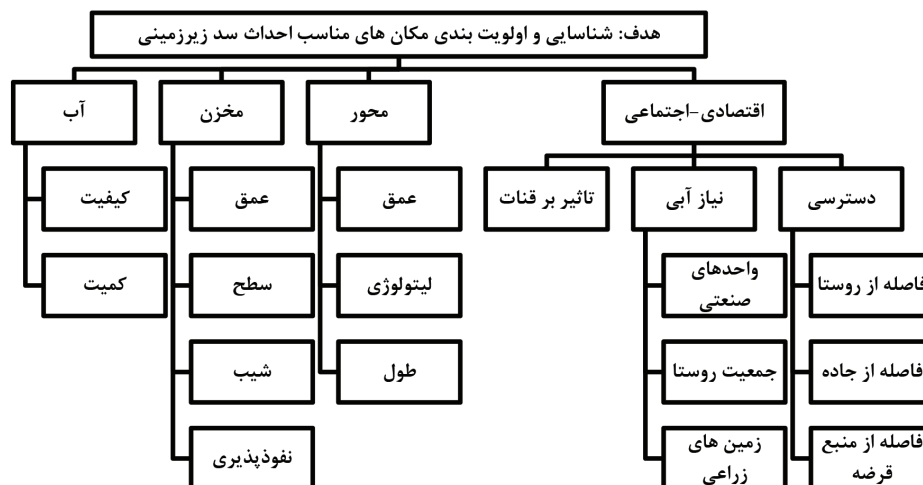 هدف: شناسایی و اولویت بندی مکان های مناسب احداث سد زیرزمینی
اقتصادی-اجتماعی
محور
مخزن
آب
دسترسی
نیاز آبی
تاثیر بر قنات
عمق
عمق
کیفیت
فاصله از روستا
واحدهای
صنعتی
لیتولوژی
سطح
کمیت
فاصله از جاده
جمعیت روستا
طول
شیب
فاصله از منبع
قرضه
زمین های
زراعی
نفوذپذیری